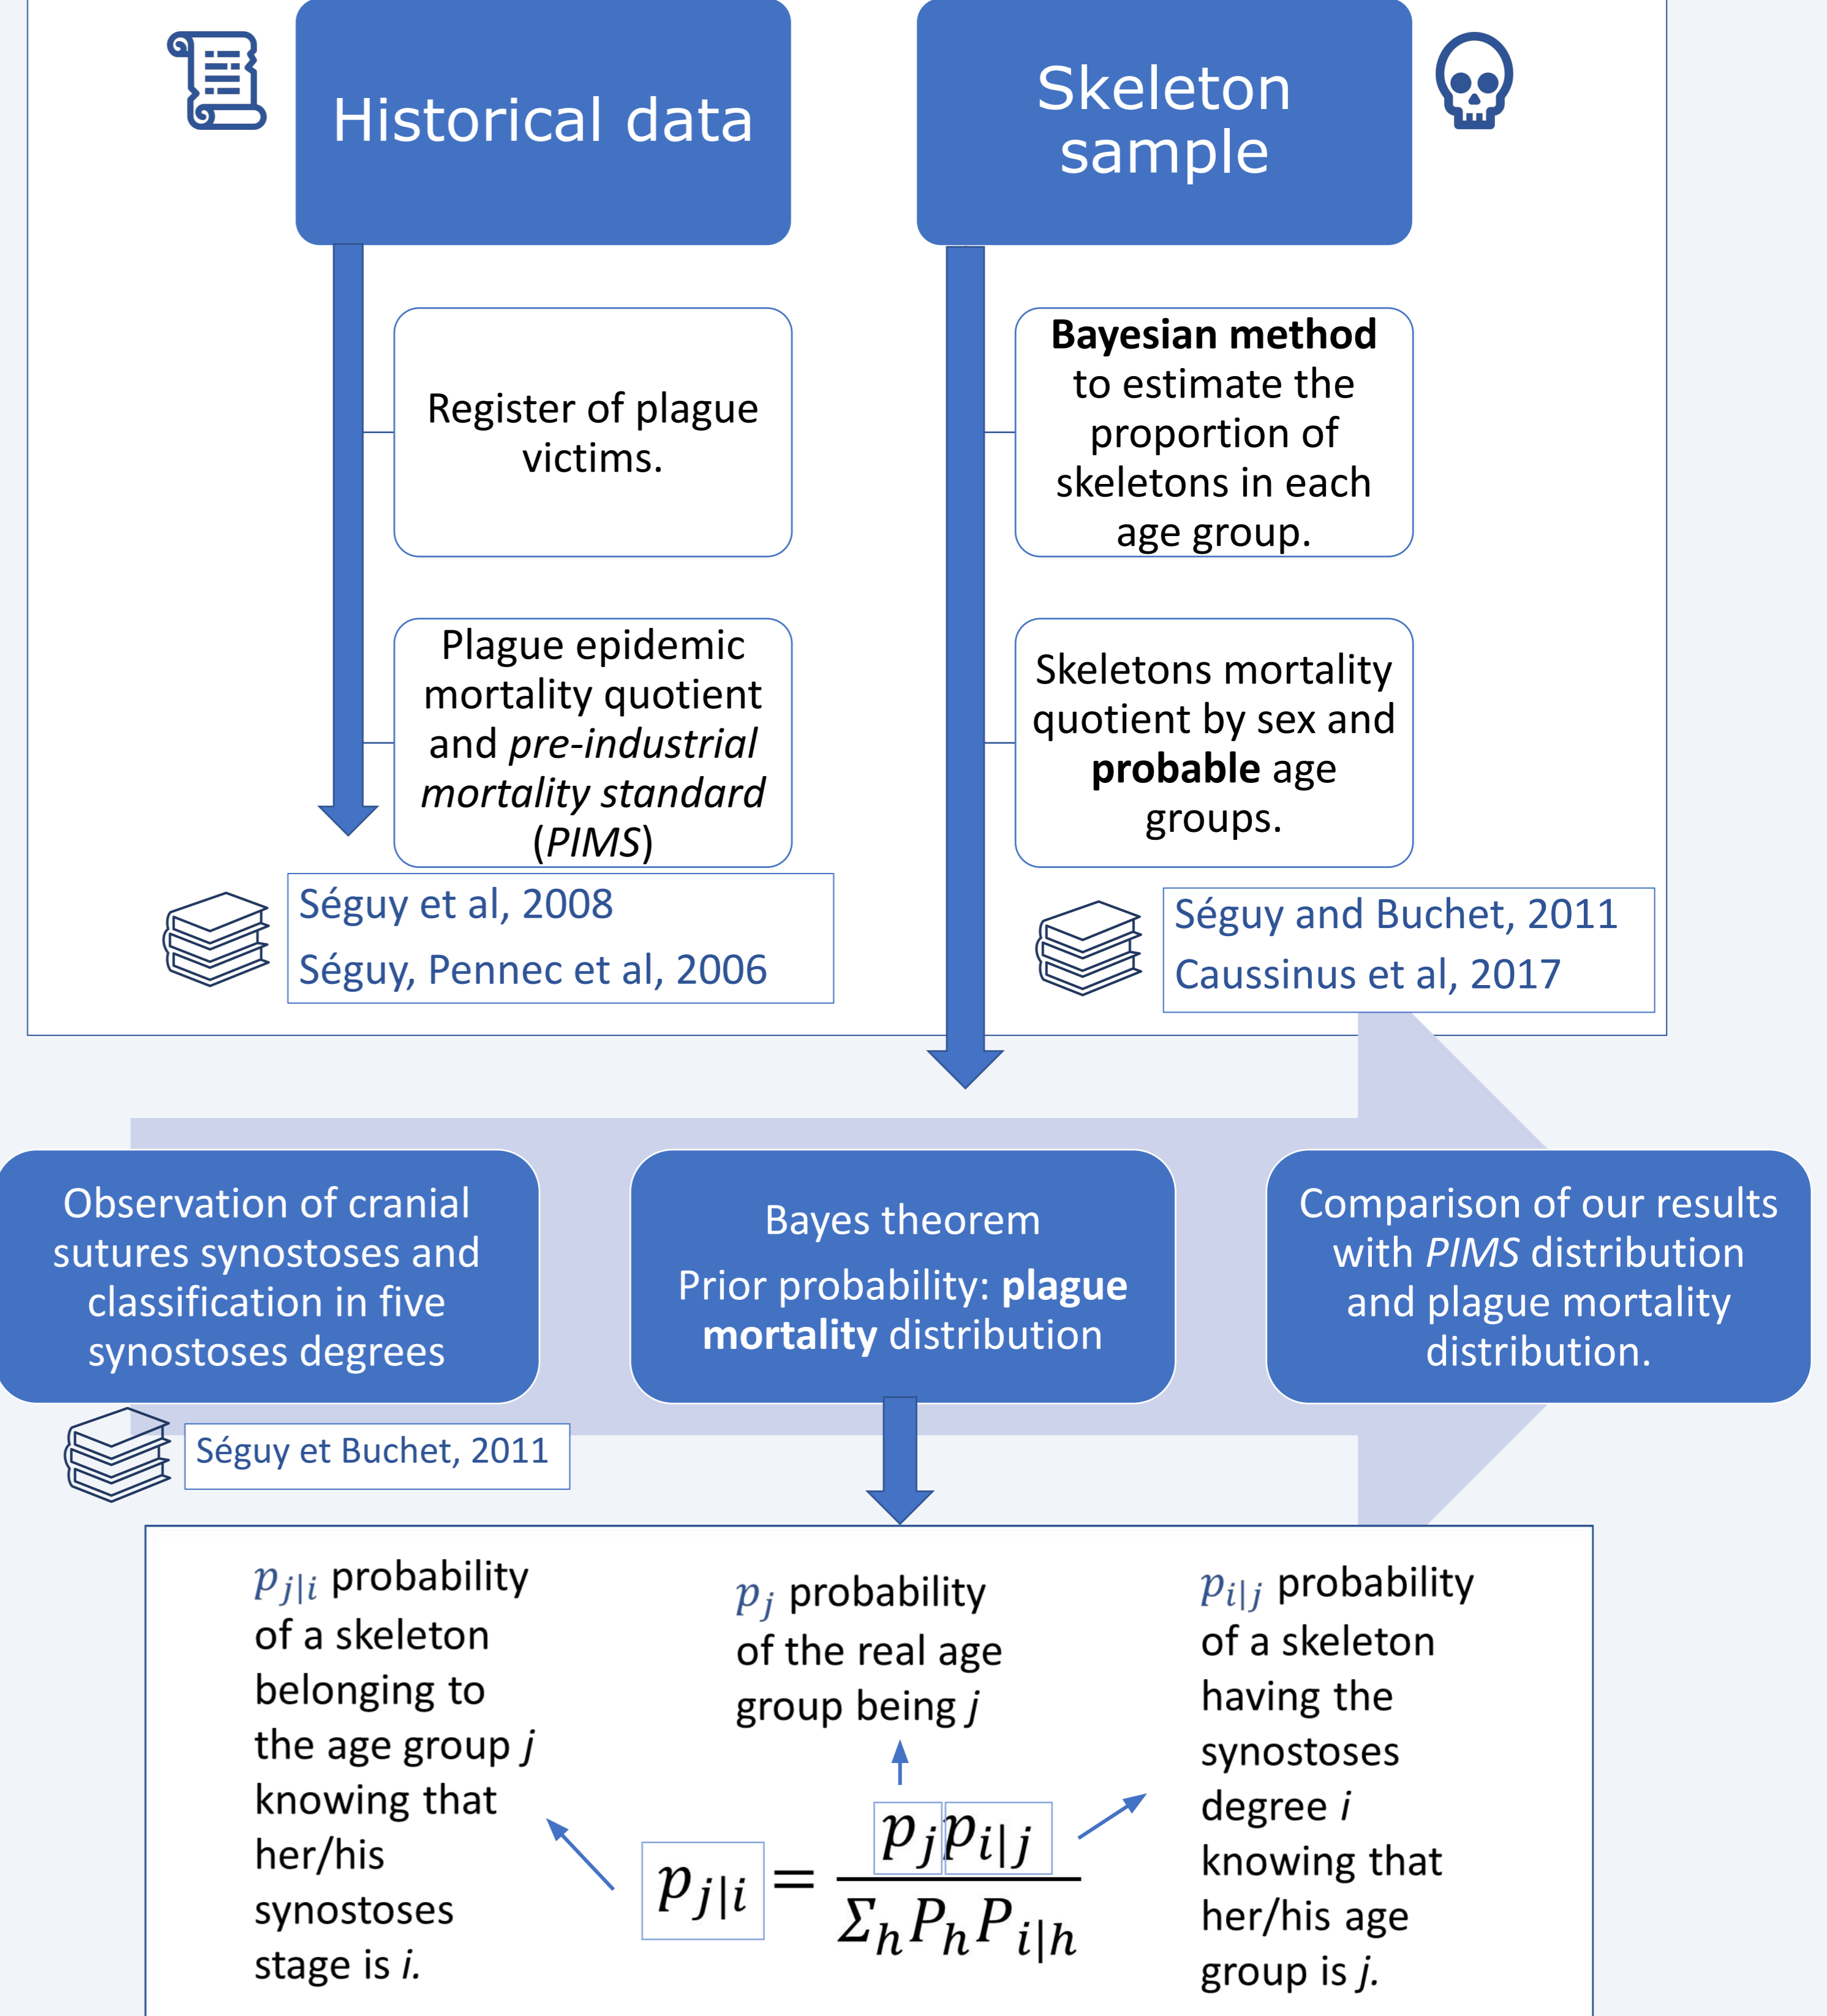 Historical data
Register of plague
victims.
Plague epidemic
mortality quotient
and pre-industrial
mortality standard
(PIMS)
Séguy et al, 2008
Séguy, Pennec et al, 2006
Skeleton
sample
Bayesian method
to estimate the
proportion of
skeletons in each
age group.
Skeletons mortality
quotient by sex and
probable age
groups.
Séguy and Buchet, 2011
Caussinus et al, 2017
Observation of cranial
sutures synostoses and
classification in five
synostoses degrees
Séguy et Buchet, 2011
Bayes theorem
Prior probability: plague
mortality distribution
Comparison of our results
with PIMS distribution
and plague mortality
distribution.
p_{j|i} probability
of a skeleton
belonging to
the age group j
knowing that
her/his
synostoses
stage is i.
p_j probability
of the real age
group being j
p_{i|j} probability
of a skeleton
having the
synostoses
degree i
knowing that
her/his age
group is j.
p_{j|i} = \frac{p_j p_{i|j}}{Σ_h P_h P_{i|h}}